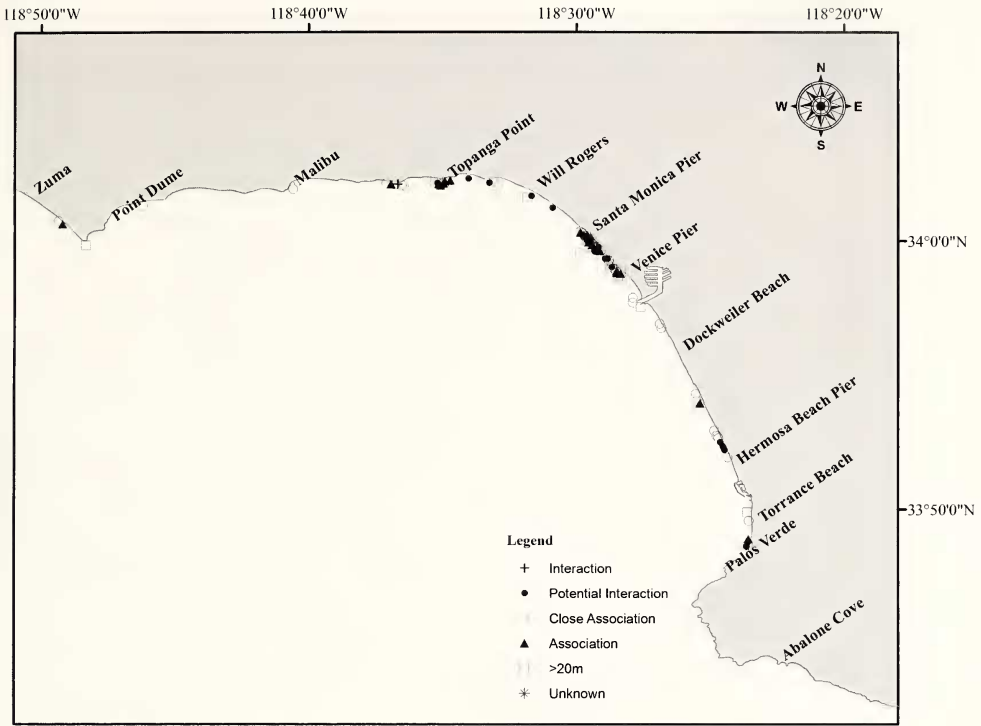 118°50'0"W 118°40'0"W 118°30'0"W 118°20'0"W
N
W E
S
Zuma
Point Dume
Malibu
Topanga Point
Will Rogers
Santa Monica Pier
Venice Pier
34°0'0"N
Dockweiler Beach
Hermosa Beach Pier
Torrance Beach
33°50'0"N
Palos Verde
Abalone Cove
Legend
Interaction
Potential Interaction
Close Association
Association
>20m
Unknown